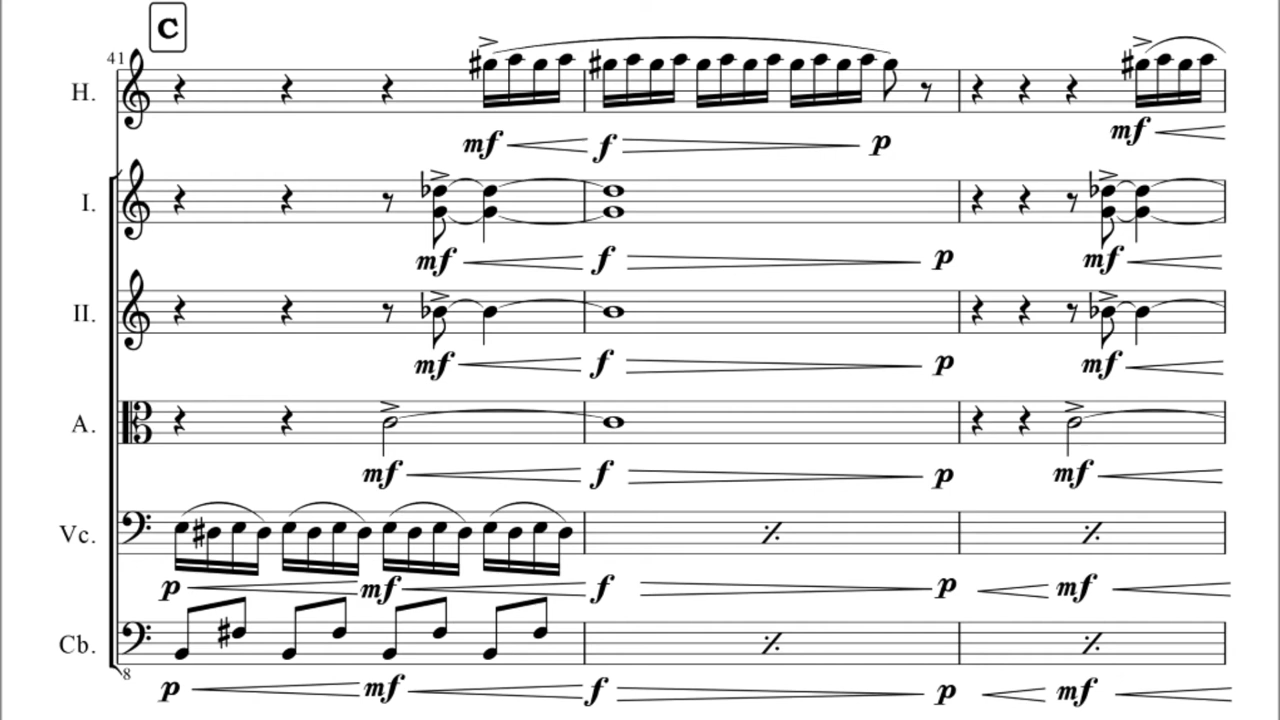 C
41
H.
mf f p mf
I.
mf f p mf
II.
mf f p mf
A.
mf f p mf
Vc.
p mf f p mf
Cb.
8
p mf f p mf